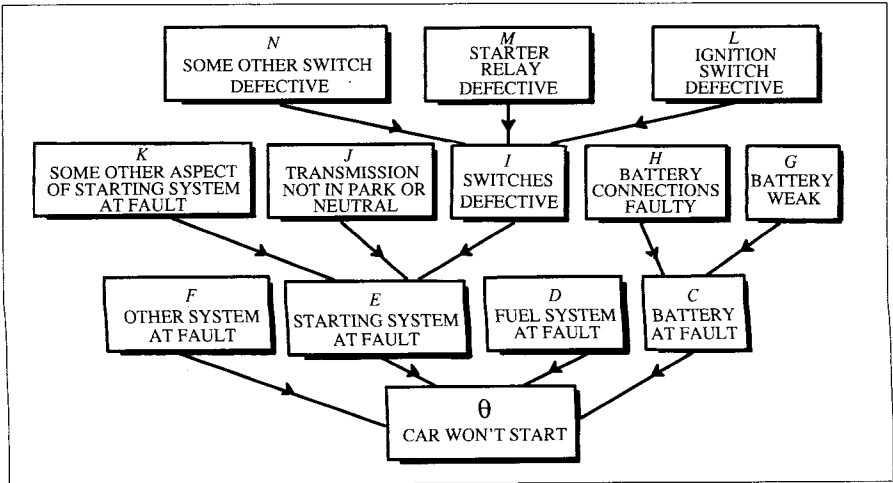 N
SOME OTHER SWITCH
DEFECTIVE
M
STARTER
RELAY
DEFECTIVE
L
IGNITION
SWITCH
DEFECTIVE
K
SOME OTHER ASPECT
OF STARTING SYSTEM
AT FAULT
J
TRANSMISSION
NOT IN PARK OR
NEUTRAL
I
SWITCHES
DEFECTIVE
H
BATTERY
CONNECTIONS
FAULTY
G
BATTERY
WEAK
F
OTHER SYSTEM
AT FAULT
E
STARTING SYSTEM
AT FAULT
D
FUEL SYSTEM
AT FAULT
C
BATTERY
AT FAULT
θ
CAR WON'T START